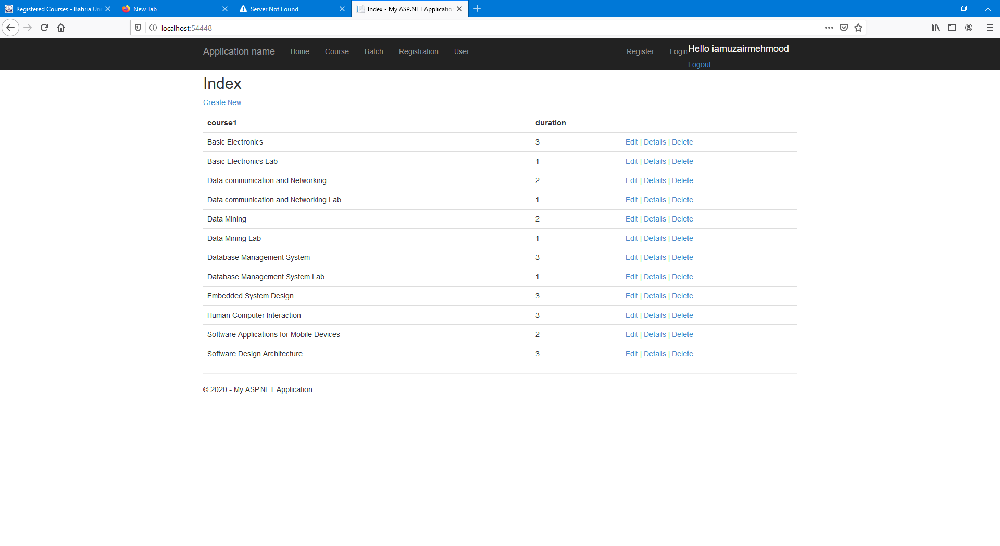 Registered Courses - Bahria Un
New Tab
Server Not Found
Index - My ASP.NET Applicatio
localhost:54448
Application name Home Course Batch Registration User Register Login Hello iamuzairmehmood
Logout
Index
Create New
course1 duration
Basic Electronics 3 Edit | Details | Delete
Basic Electronics Lab 1 Edit | Details | Delete
Data communication and Networking 2 Edit | Details | Delete
Data communication and Networking Lab 1 Edit | Details | Delete
Data Mining 2 Edit | Details | Delete
Data Mining Lab 1 Edit | Details | Delete
Database Management System 3 Edit | Details | Delete
Database Management System Lab 1 Edit | Details | Delete
Embedded System Design 3 Edit | Details | Delete
Human Computer Interaction 3 Edit | Details | Delete
Software Applications for Mobile Devices 2 Edit | Details | Delete
Software Design Architecture 3 Edit | Details | Delete
© 2020 - My ASP.NET Application